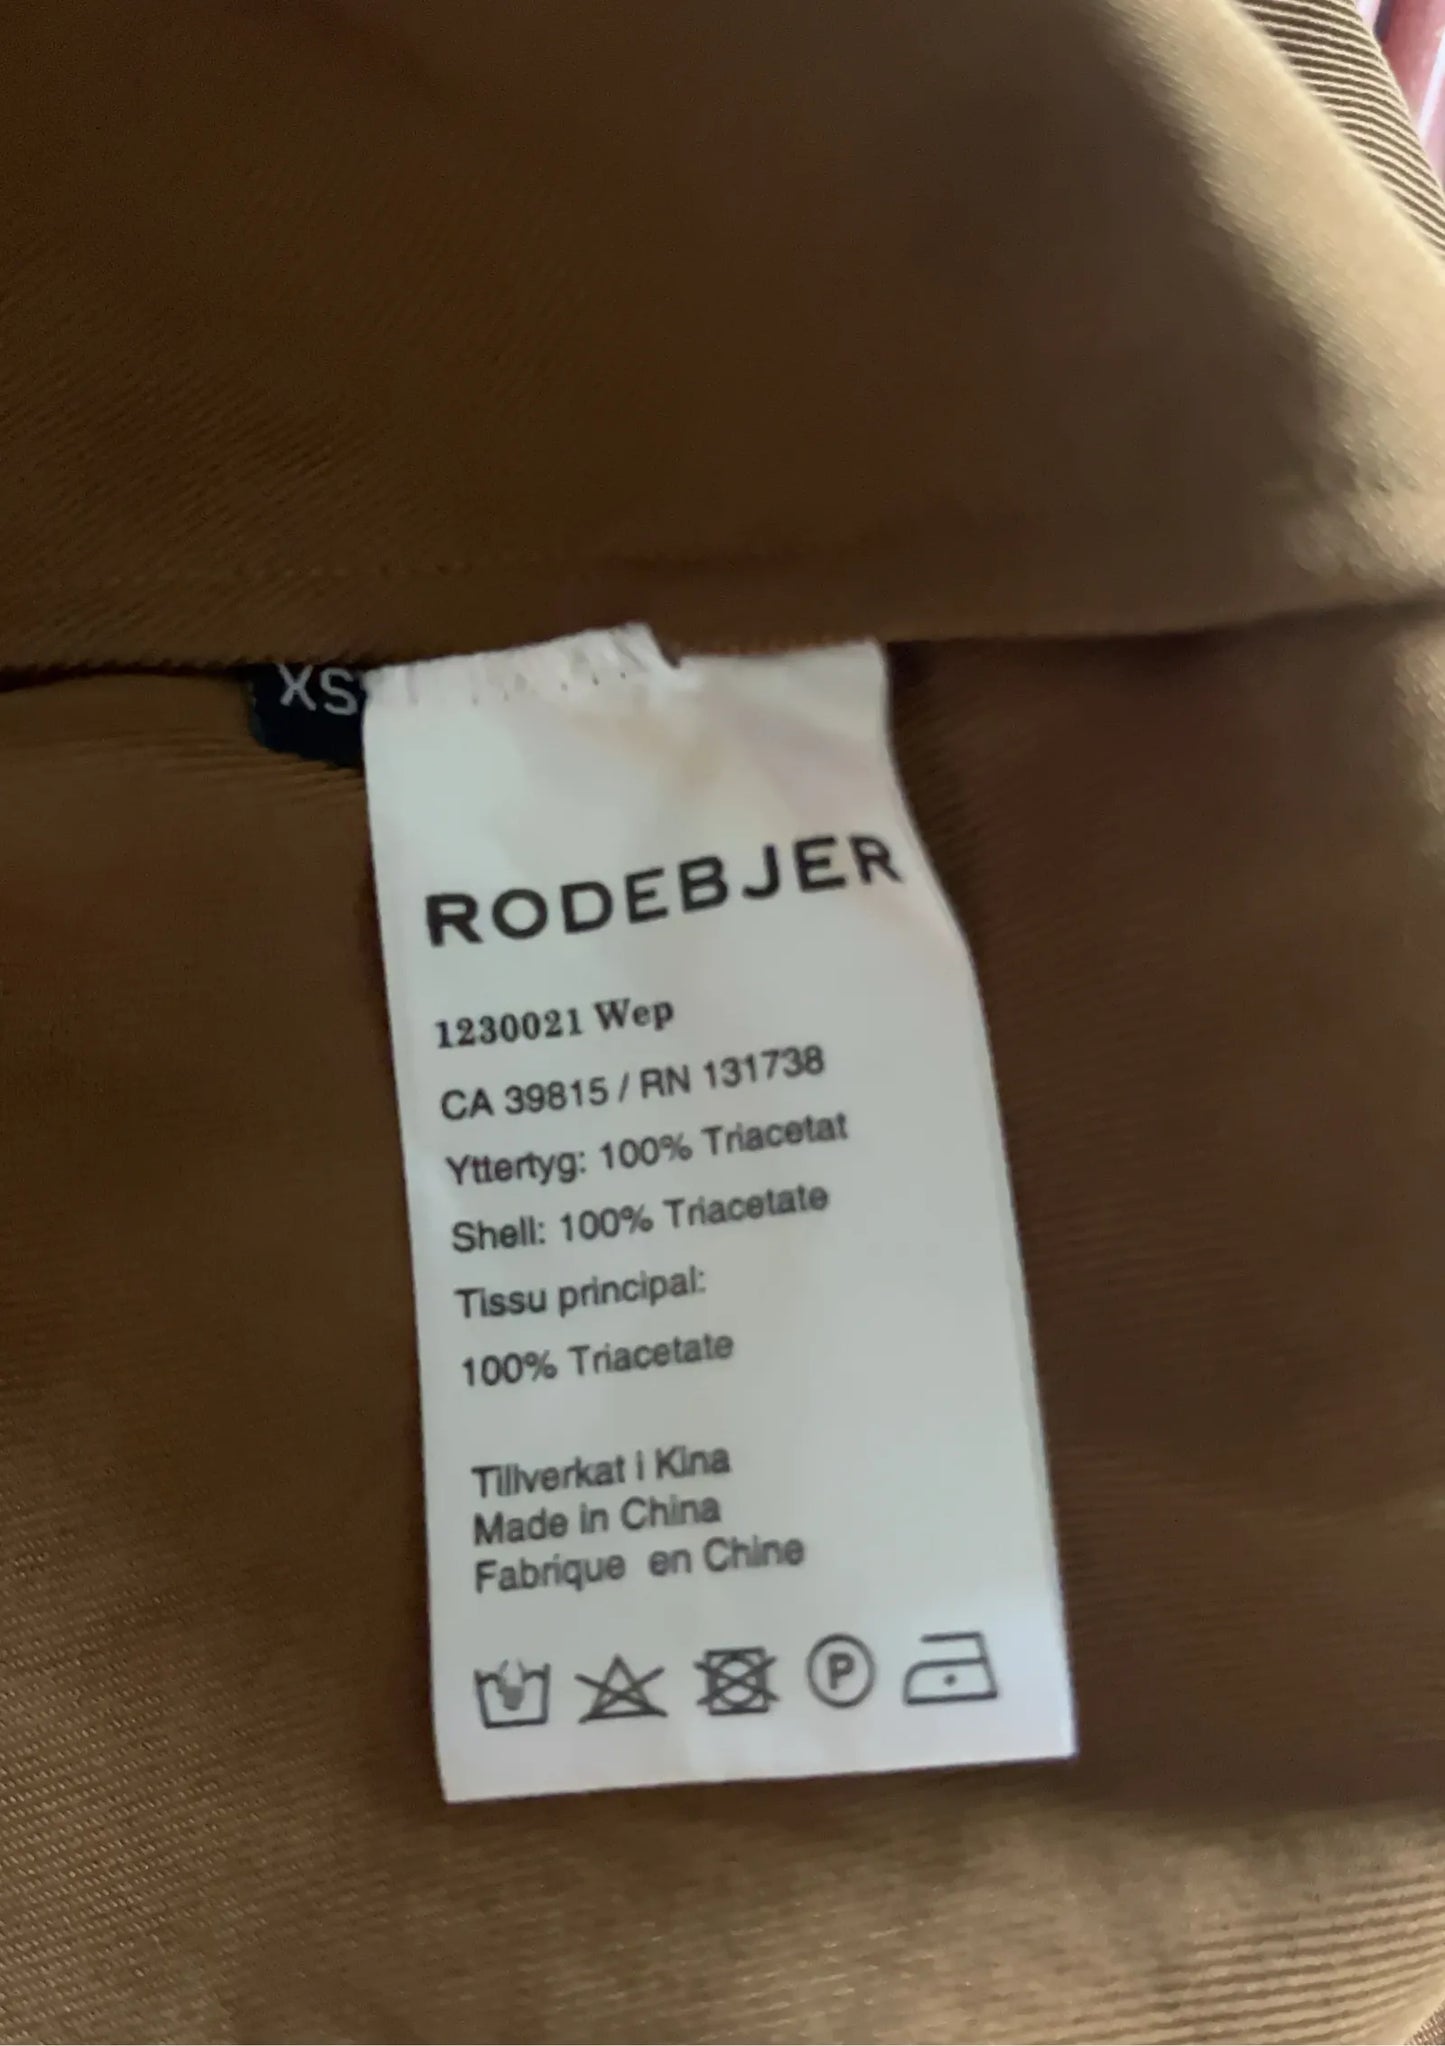 XS
RODEBJER
1230021 Wep
CA 39815 / RN 131738
Yttertyg: 100% Triacetat
Shell: 100% Triacetate
Tissu principal:
100% Triacetate
Tillverkat i Kina
Made in China
Fabrique en Chine
P